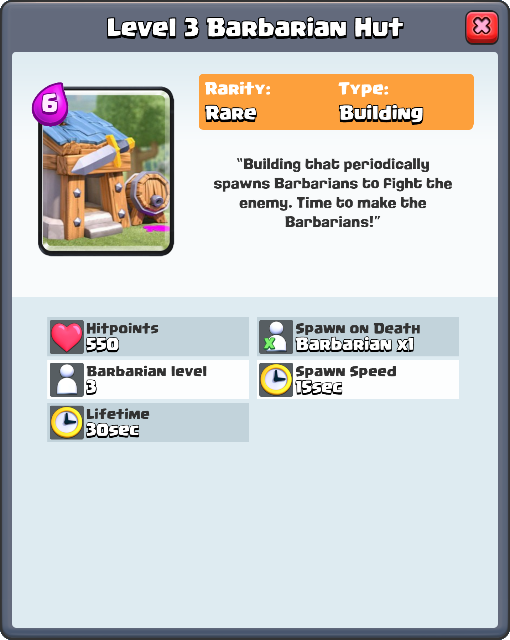 Level 3 Barbarian Hut
6
Rarity:
Rare
Type:
Building
"Building that periodically
spawns Barbarians to fight the
enemy. Time to make the
Barbarians!"
Hitpoints
550
Spawn on Death
Barbarian x1
Barbarian level
3
Spawn Speed
15sec
Lifetime
30sec